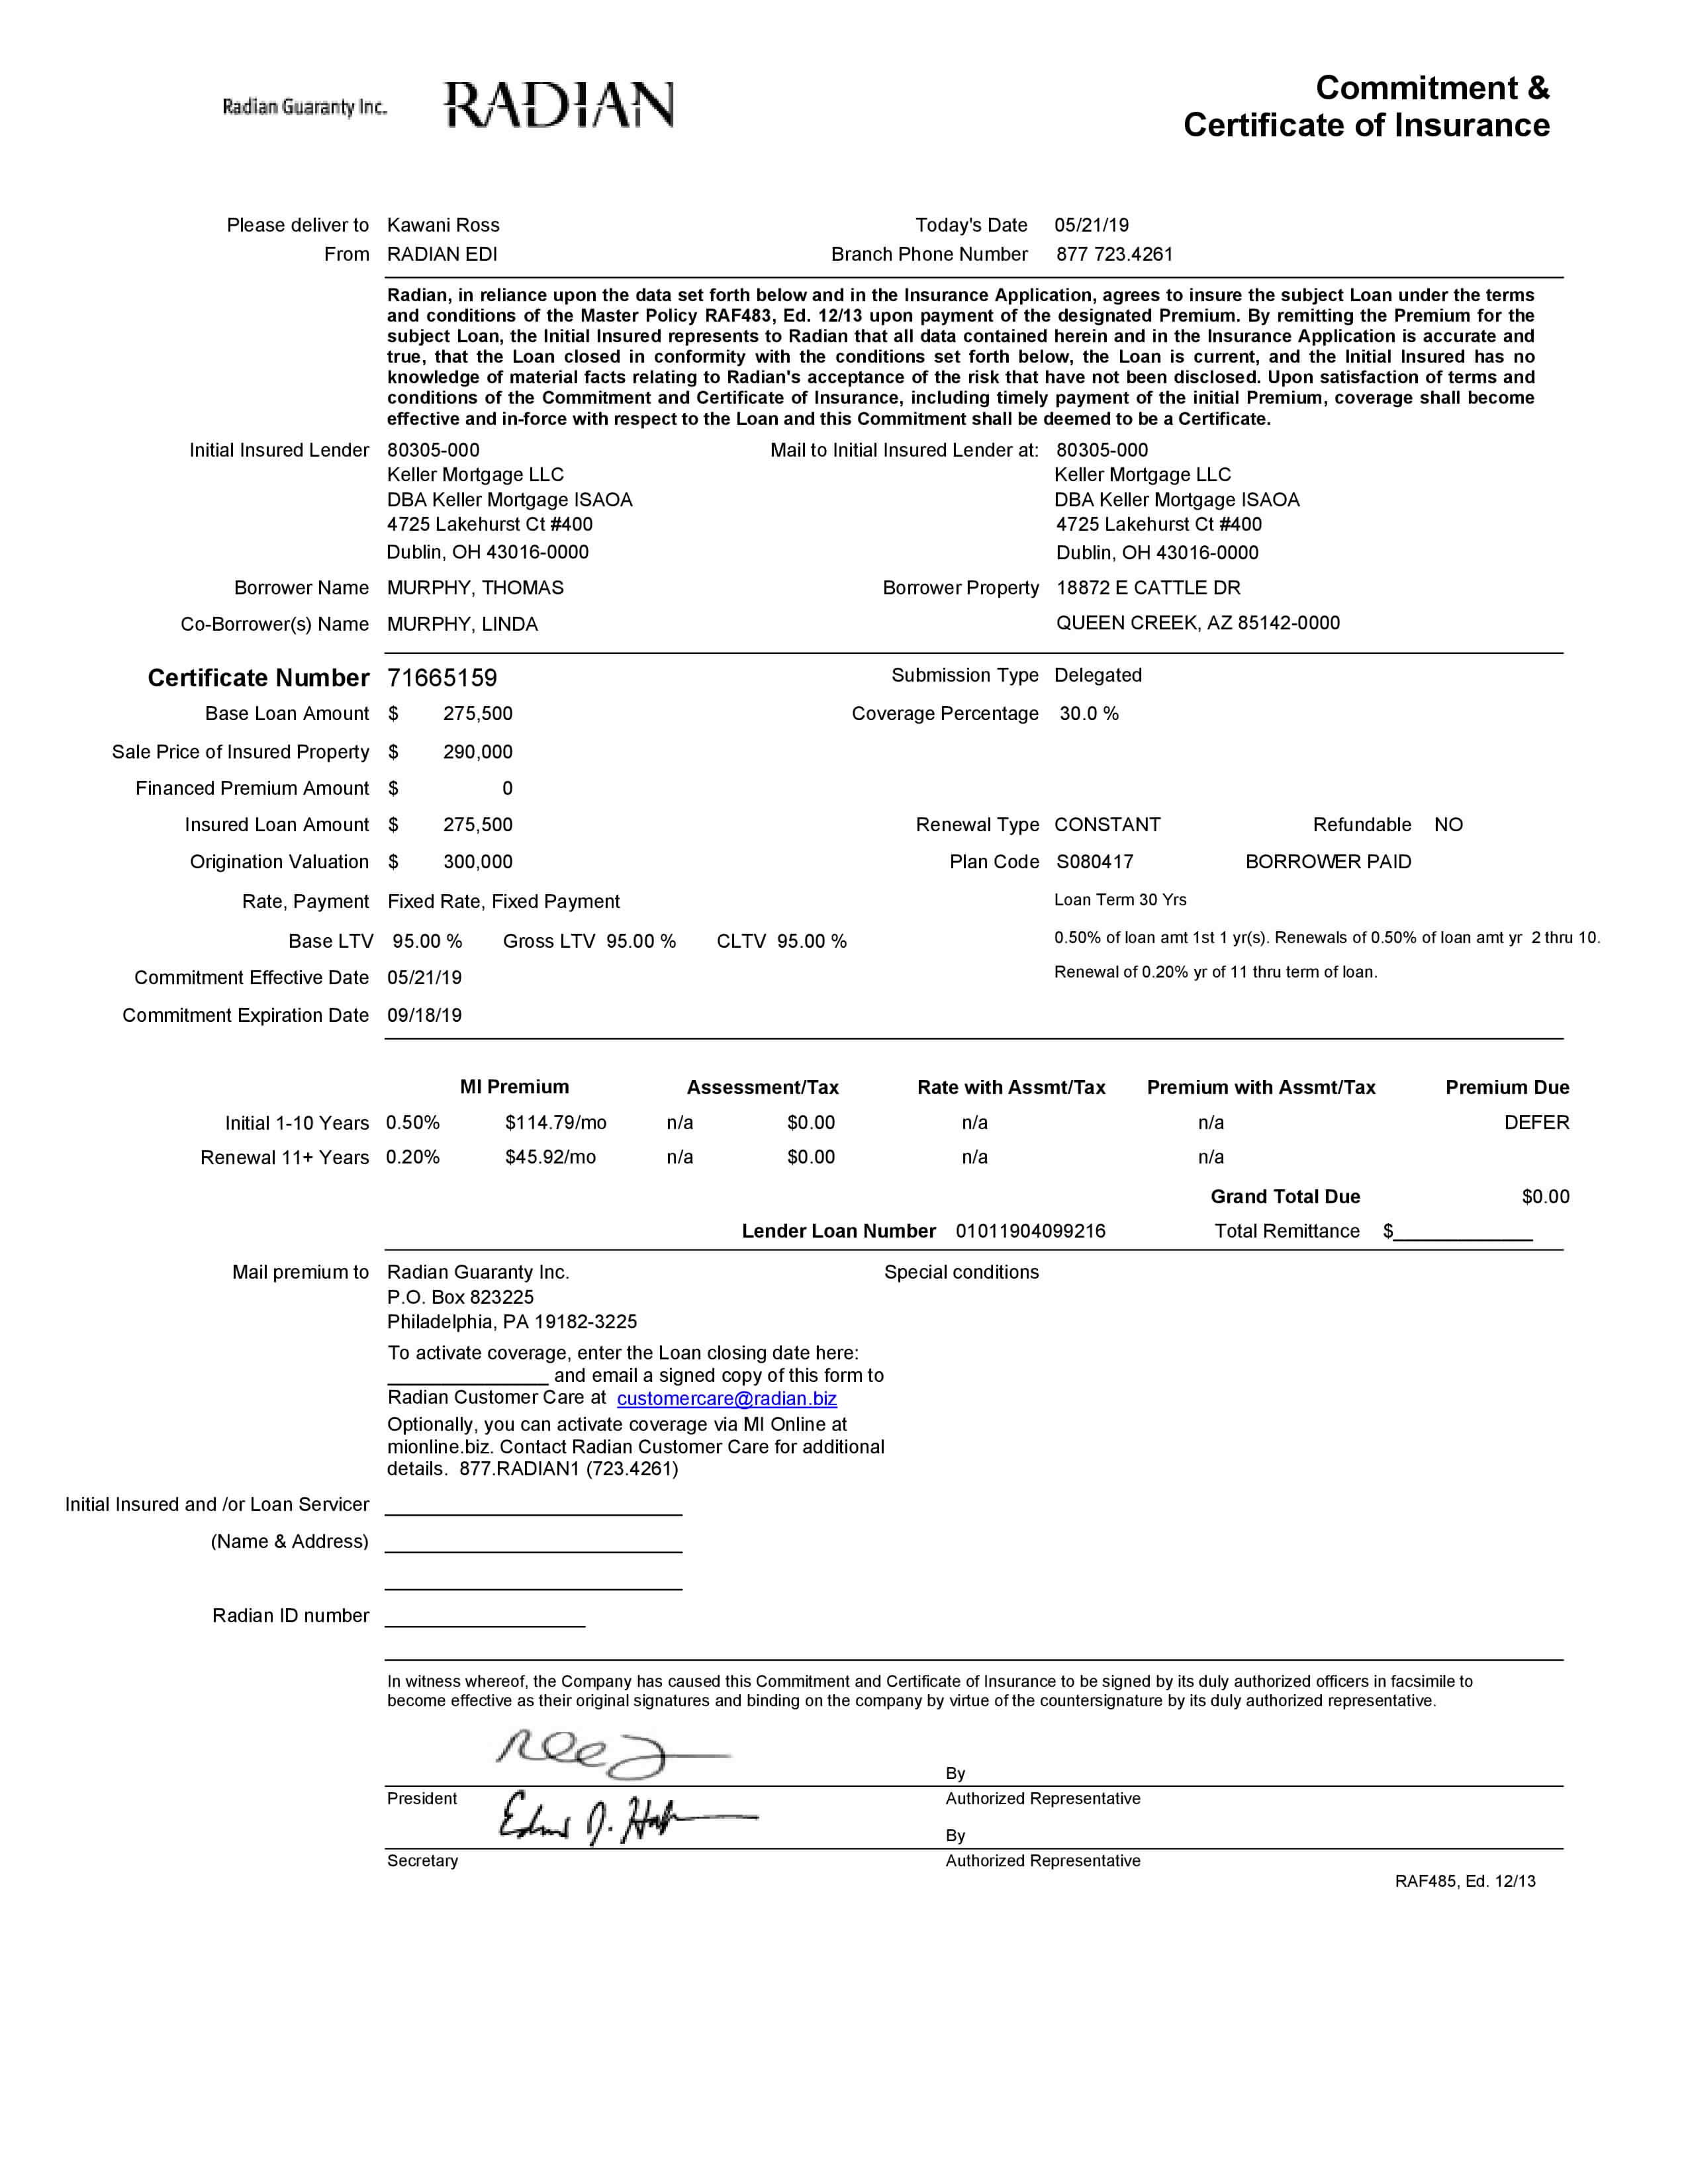 Radian Guaranty Inc. RADIAN
Commitment &
Certificate of Insurance
Please deliver to Kawani Ross Today's Date 05/21/19
From RADIAN EDI Branch Phone Number 877 723.4261
Radian, in reliance upon the data set forth below and in the Insurance Application, agrees to insure the subject Loan under the terms
and conditions of the Master Policy RAF483, Ed. 12/13 upon payment of the designated Premium. By remitting the Premium for the
subject Loan, the Initial Insured represents to Radian that all data contained herein and in the Insurance Application is accurate and
true, that the Loan closed in conformity with the conditions set forth below, the Loan is current, and the Initial Insured has no
knowledge of material facts relating to Radian's acceptance of the risk that have not been disclosed. Upon satisfaction of terms and
conditions of the Commitment and Certificate of Insurance, including timely payment of the initial Premium, coverage shall become
effective and in-force with respect to the Loan and this Commitment shall be deemed to be a Certificate.
Initial Insured Lender 80305-000 Mail to Initial Insured Lender at: 80305-000
Keller Mortgage LLC Keller Mortgage LLC
DBA Keller Mortgage ISAOA DBA Keller Mortgage ISAOA
4725 Lakehurst Ct #400 4725 Lakehurst Ct #400
Dublin, OH 43016-0000 Dublin, OH 43016-0000
Borrower Name MURPHY, THOMAS Borrower Property 18872 E CATTLE DR
Co-Borrower(s) Name MURPHY, LINDA QUEEN CREEK, AZ 85142-0000
Certificate Number 71665159 Submission Type Delegated
Base Loan Amount $ 275,500 Coverage Percentage 30.0 %
Sale Price of Insured Property $ 290,000
Financed Premium Amount $ 0
Insured Loan Amount $ 275,500 Renewal Type CONSTANT Refundable NO
Origination Valuation $ 300,000 Plan Code S080417 BORROWER PAID
Rate, Payment Fixed Rate, Fixed Payment Loan Term 30 Yrs
Base LTV 95.00 % Gross LTV 95.00 % CLTV 95.00 % 0.50% of loan amt 1st 1 yr(s). Renewals of 0.50% of loan amt yr 2 thru 10.
Commitment Effective Date 05/21/19 Renewal of 0.20% yr of 11 thru term of loan.
Commitment Expiration Date 09/18/19
MI Premium Assessment/Tax Rate with Assmt/Tax Premium with Assmt/Tax Premium Due
Initial 1-10 Years 0.50% $114.79/mo n/a $0.00 n/a n/a DEFER
Renewal 11+ Years 0.20% $45.92/mo n/a $0.00 n/a n/a
Grand Total Due $0.00
Lender Loan Number 01011904099216 Total Remittance $
Mail premium to Radian Guaranty Inc. Special conditions
P.O. Box 823225
Philadelphia, PA 19182-3225
To activate coverage, enter the Loan closing date here:
and email a signed copy of this form to
Radian Customer Care at customercare@radian.biz
Optionally, you can activate coverage via MI Online at
mionline.biz. Contact Radian Customer Care for additional
details. 877.RADIAN1 (723.4261)
Initial Insured and /or Loan Servicer
(Name & Address)
Radian ID number
In witness whereof, the Company has caused this Commitment and Certificate of Insurance to be signed by its duly authorized officers in facsimile to
become effective as their original signatures and binding on the company by virtue of the countersignature by its duly authorized representative.
By
President Authorized Representative
By
Secretary Authorized Representative
RAF485, Ed. 12/13